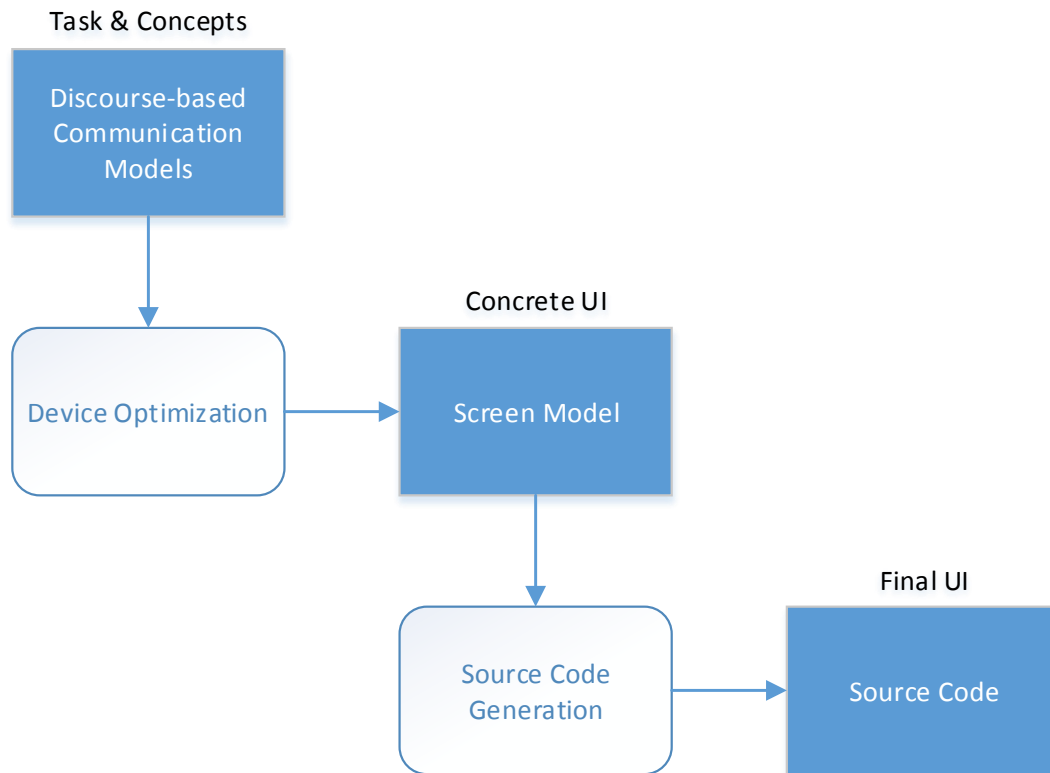 Task & Concepts
Discourse-based
Communication
Models
Device Optimization
Concrete UI
Screen Model
Source Code
Generation
Final UI
Source Code